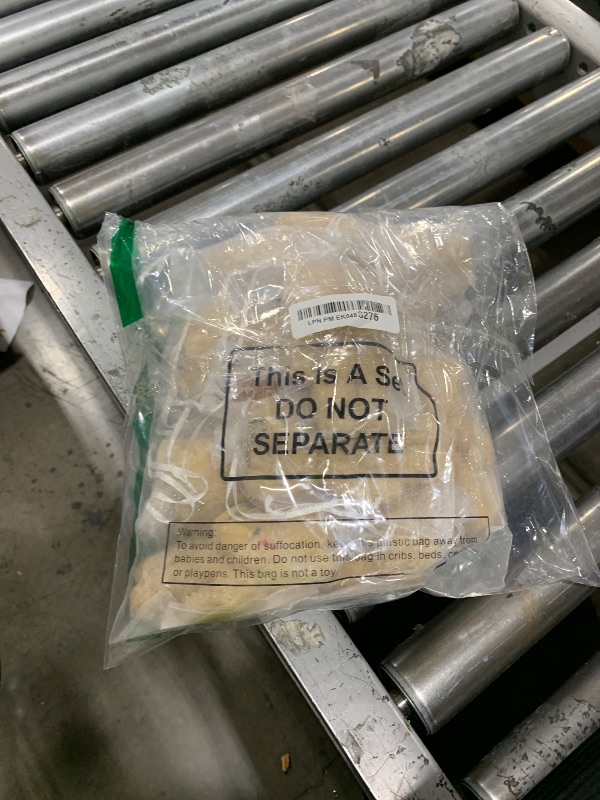 LPN PM EK045 0276
This Is A Se
DO NOT
SEPARATE
Warning:
To avoid danger of suffocation, keep this plastic bag away from
babies and children. Do not use this bag in cribs, beds,
or playpens. This bag is not a toy.